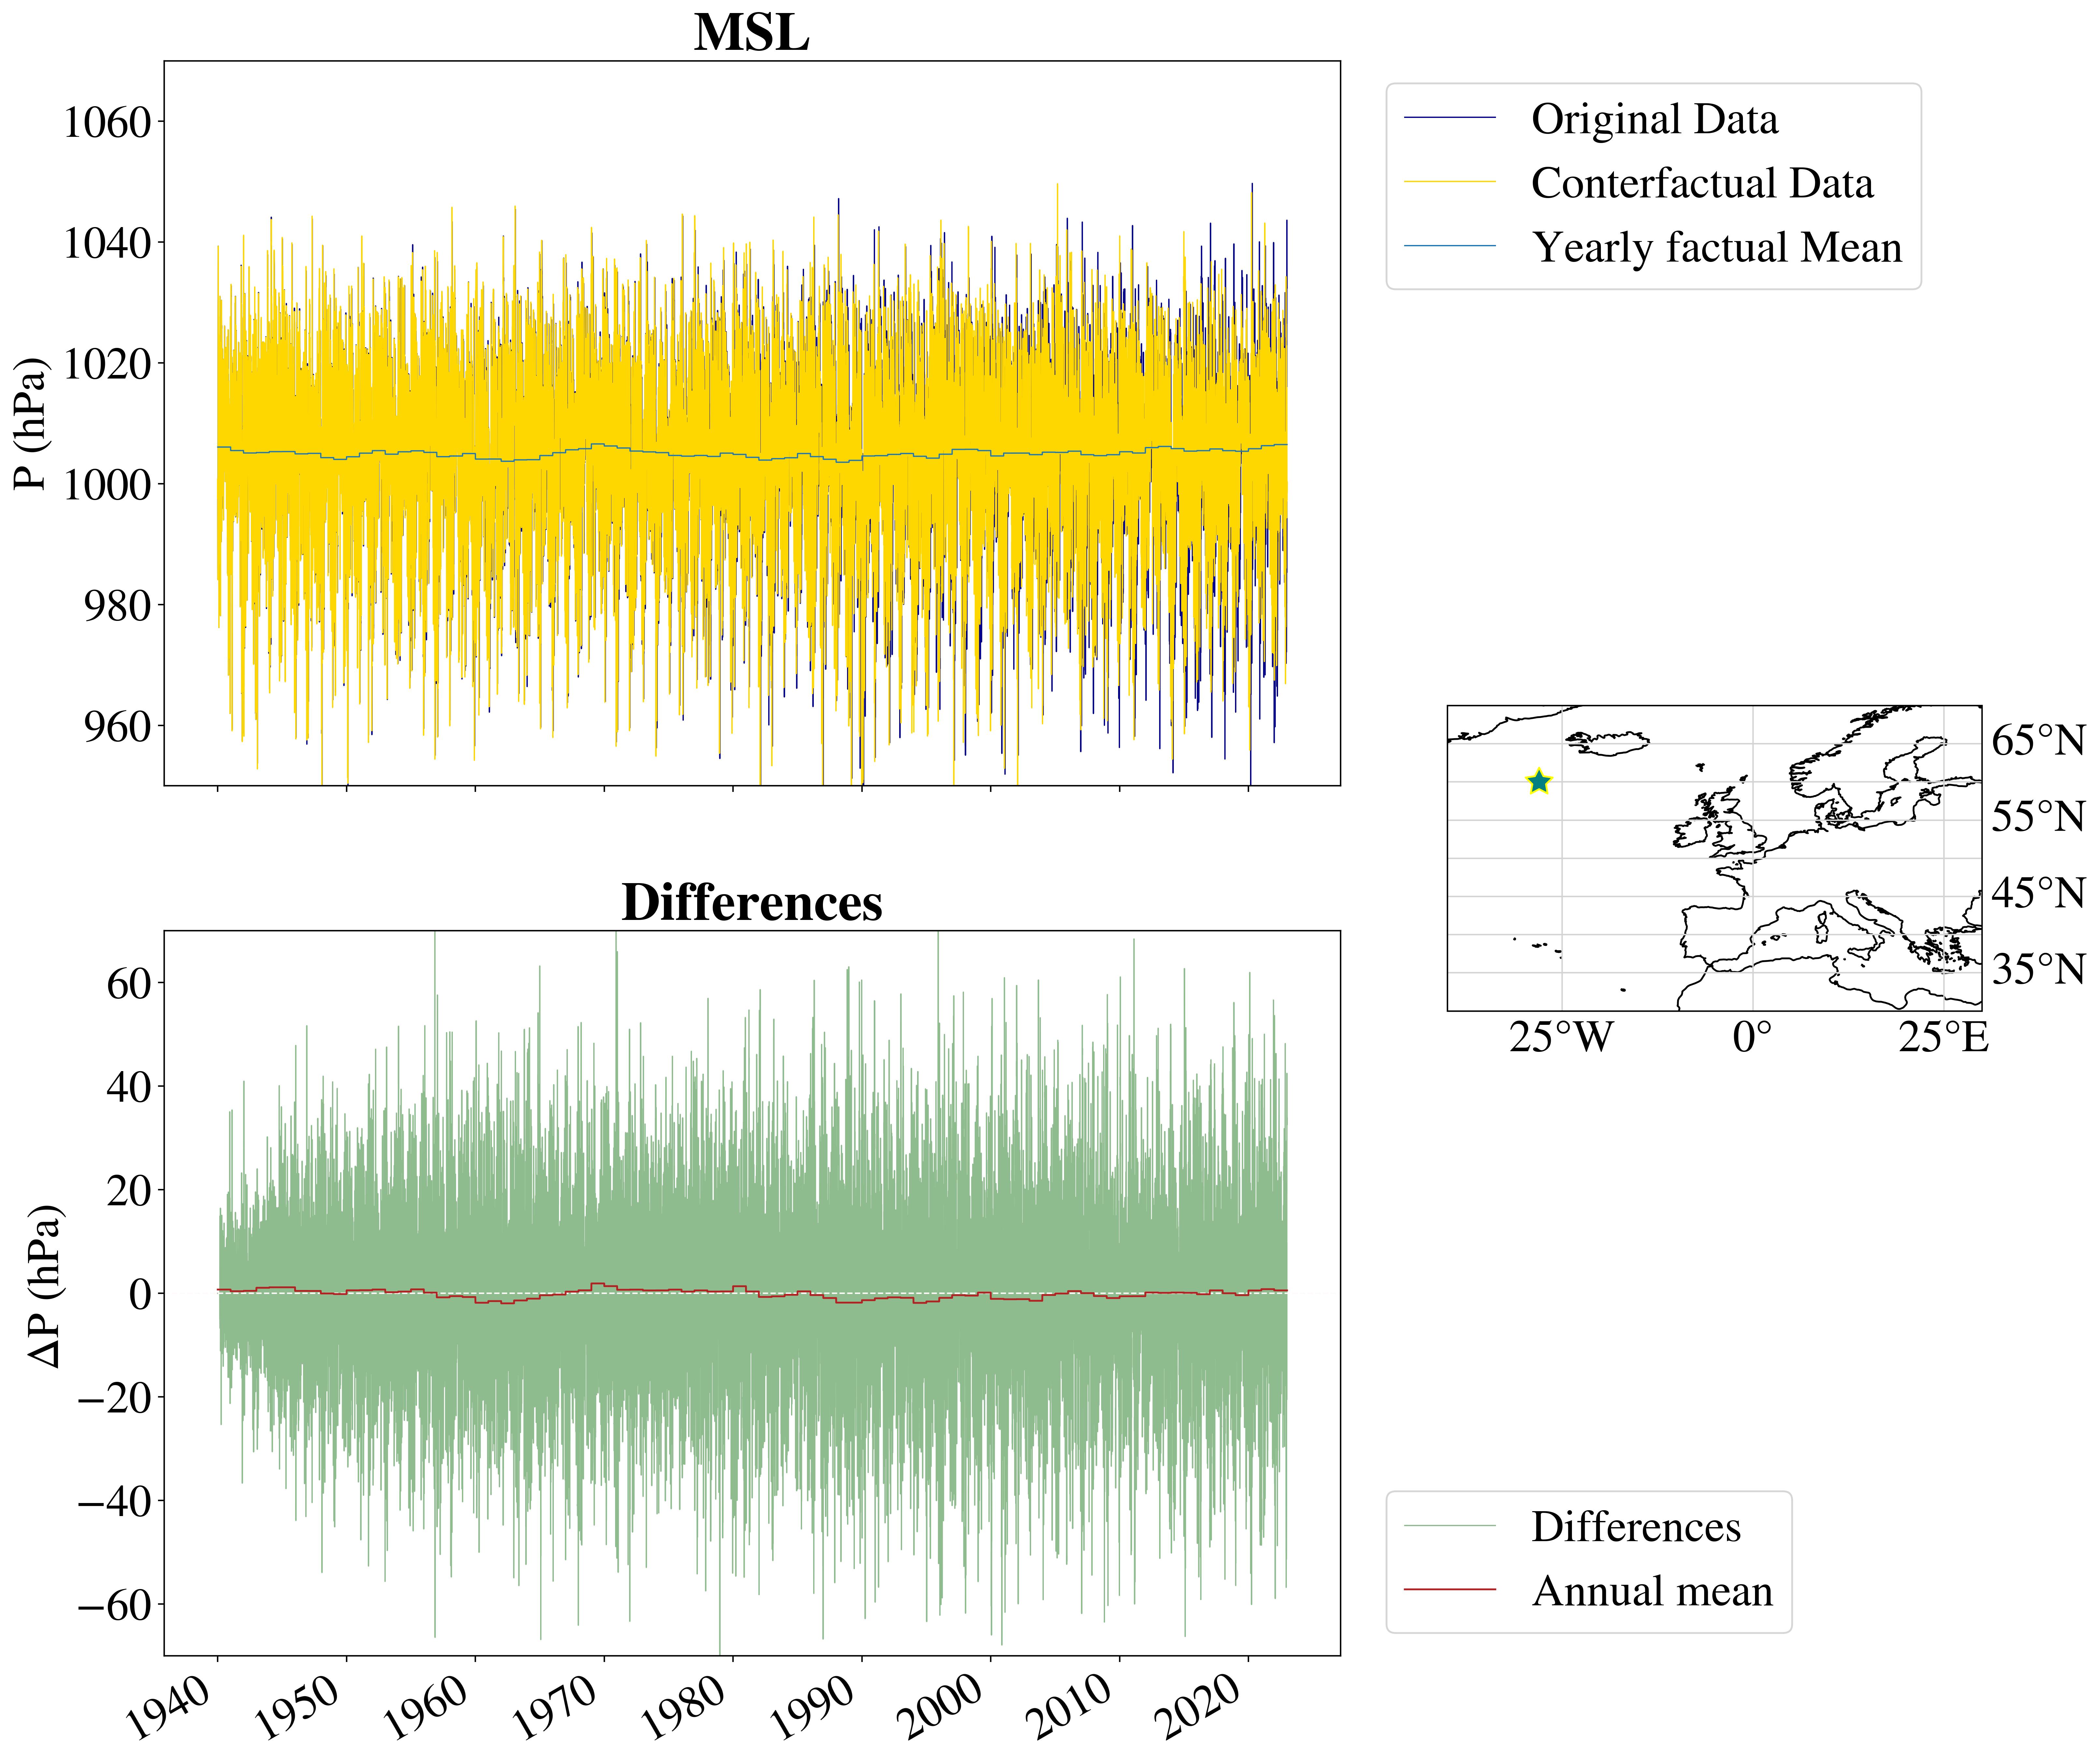 MSL
1060
1040
1020
1000
980
960
P (hPa)
Original Data
Conterfactual Data
Yearly factual Mean
65°N
55°N
45°N
35°N
25°W 0° 25°E
Differences
60
40
20
0
−20
−40
−60
ΔP (hPa)
1940 1950 1960 1970 1980 1990 2000 2010 2020
Differences
Annual mean